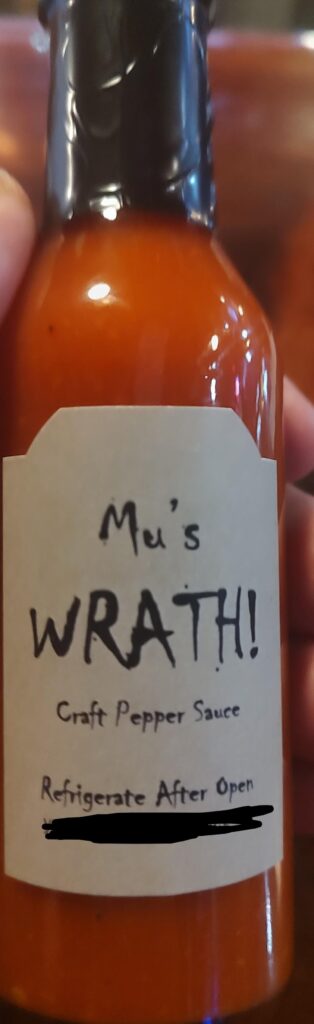 Mu's
WRATH!
Craft Pepper Sauce
Refrigerate After Open